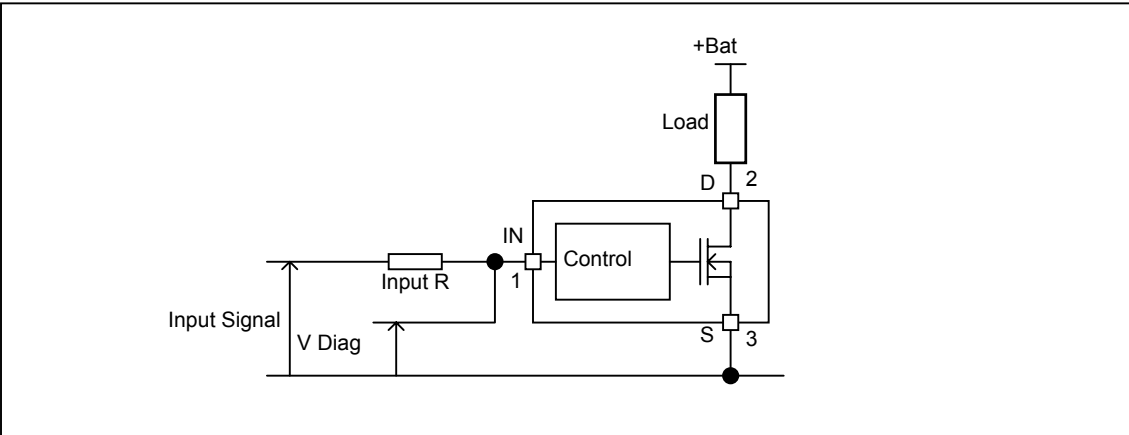 +Bat
Load
D 2
IN
Control
1
Input R
Input Signal
V Diag
S 3